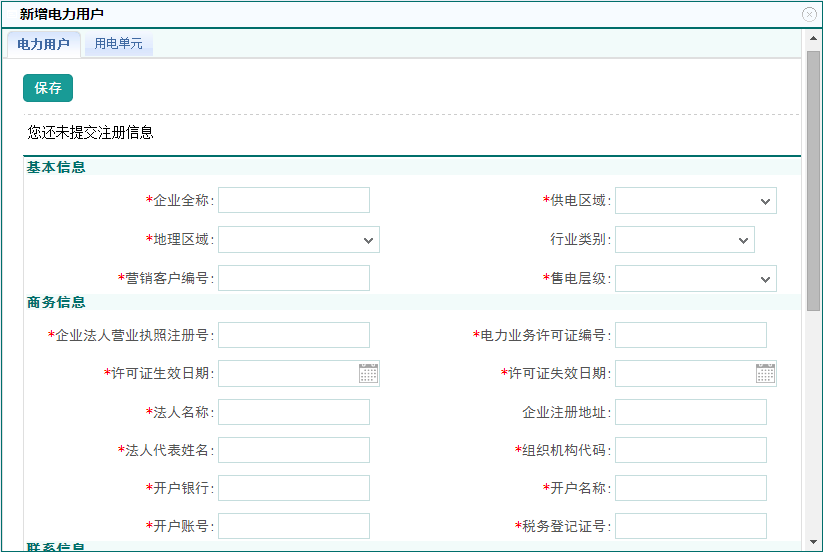 新增电力用户
电力用户 用电单元
保存
您还未提交注册信息
基本信息
*企业全称: *供电区域:
*地理区域: 行业类别:
*营销客户编号: *售电层级:
商务信息
*企业法人营业执照注册号: *电力业务许可证编号:
*许可证生效日期: *许可证失效日期:
*法人名称: 企业注册地址:
*法人代表姓名: *组织机构代码:
*开户银行: *开户名称:
*开户账号: *税务登记证号:
联系信息